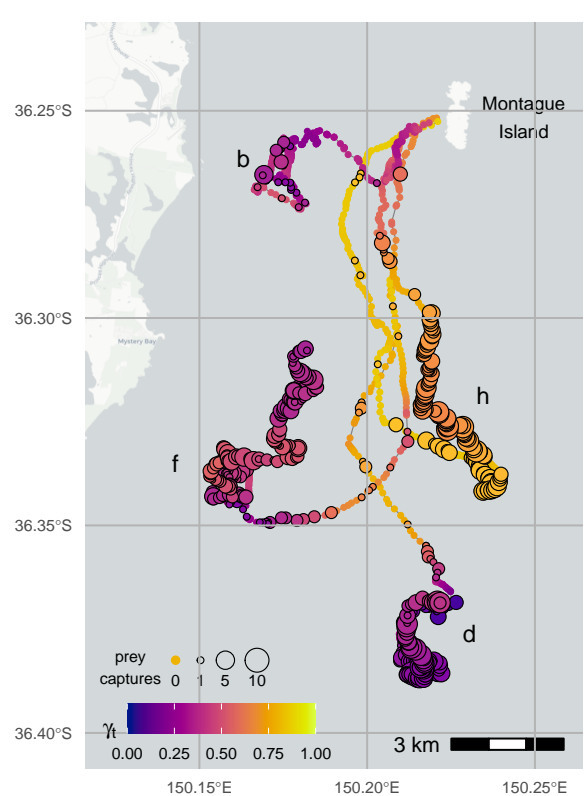 36.25°S
Montague
Island
b
36.30°S
Mystery Bay
h
f
36.35°S
d
prey
captures
0 1 5 10
γt
36.40°S
3 km
0.00 0.25 0.50 0.75 1.00
150.15°E 150.20°E 150.25°E